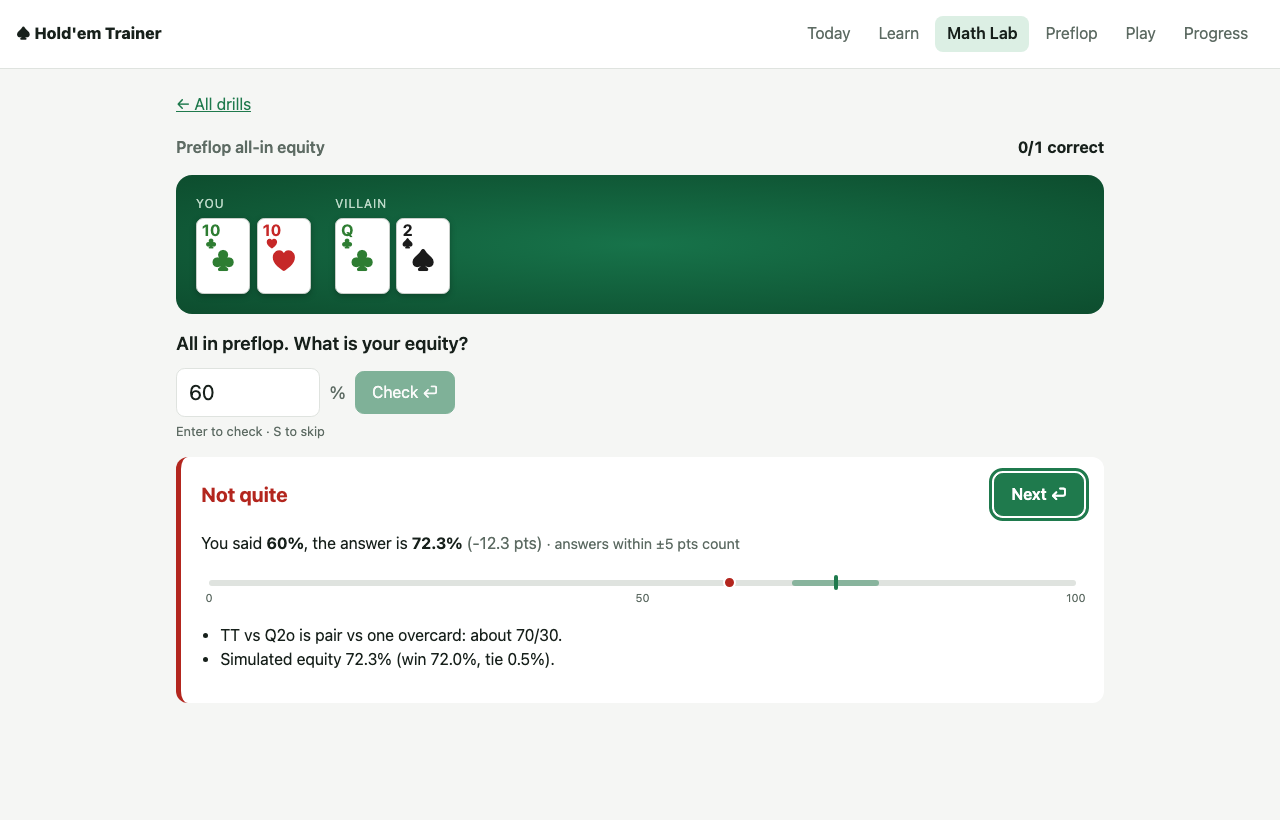 ♠ Hold'em Trainer
Today Learn Math Lab Preflop Play Progress
← All drills
Preflop all-in equity 0/1 correct
YOU VILLAIN
10♣ 10♥ Q♣ 2♠
All in preflop. What is your equity?
60 % Check ⏎
Enter to check · S to skip
Not quite Next ⏎
You said 60%, the answer is 72.3% (-12.3 pts) · answers within ±5 pts count
0 50 100
• TT vs Q2o is pair vs one overcard: about 70/30.
• Simulated equity 72.3% (win 72.0%, tie 0.5%).